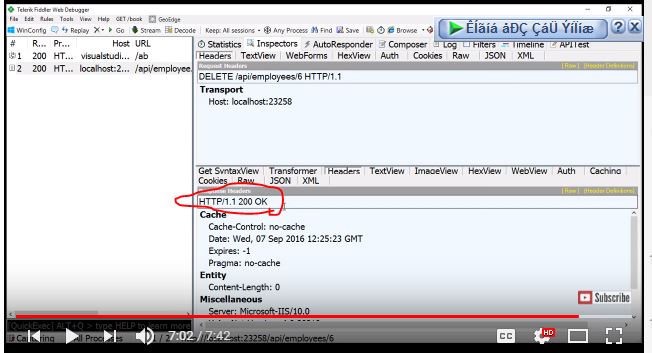 Telerik Fiddler Web Debugger
File Edit Rules Tools View Help GET /book GeoEdge
WinConfig Replay X Go Stream Decode Keep: All sessions Any Process Find Save Browse
Êíãíá åÐÇ ÇáÜ ÝíÏíæ
# R... Pr... Host URL
1 200 HT... visualstudi... /ab
2 200 HT... localhost:2... /api/employee.
Statistics Inspectors AutoResponder Composer Log Filters Timeline APITest
Headers TextView WebForms HexView Auth Cookies Raw JSON XML
Request Headers [ Raw ] [Header Definitions]
DELETE /api/employees/6 HTTP/1.1
Transport
Host: localhost:23258
Get SyntaxView Transformer Headers TextView ImageView HexView WebView Auth Caching
Cookies Raw JSON XML
Response Headers [ Raw ] [Header Definitions]
HTTP/1.1 200 OK
Cache
Cache-Control: no-cache
Date: Wed, 07 Sep 2016 12:25:23 GMT
Expires: -1
Pragma: no-cache
Entity
Content-Length: 0
Miscellaneous
Server: Microsoft-IIS/10.0
Subscribe
[QuickExec] ALT+Q > type HELP to learn more
7:02 / 7:42
CC HD
Capturing All Processes 1 / 2 localhost:23258/api/employees/6